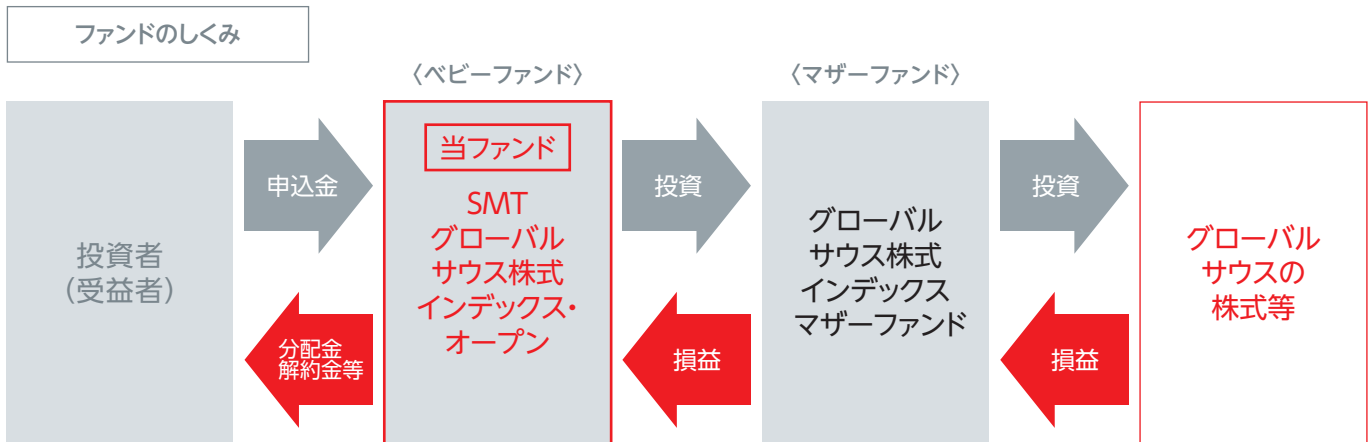 ファンドのしくみ
〈ベビーファンド〉
〈マザーファンド〉
投資者
(受益者)
申込金
分配金
解約金等
当ファンド
SMT
グローバル
サウス株式
インデックス・
オープン
投資
損益
グローバル
サウス株式
インデックス
マザーファンド
投資
損益
グローバル
サウスの
株式等